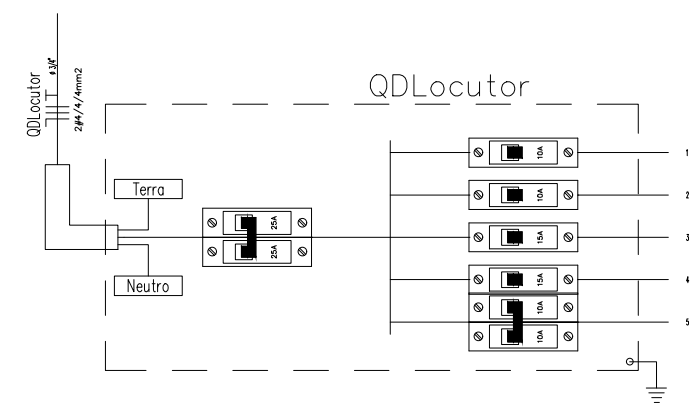 QDLocutor
ø 3/4"
2#4/4/4mm2
QDLocutor
Terra
Neutro
25A
25A
10A
1
10A
2
15A
3
15A
4
10A
10A
5